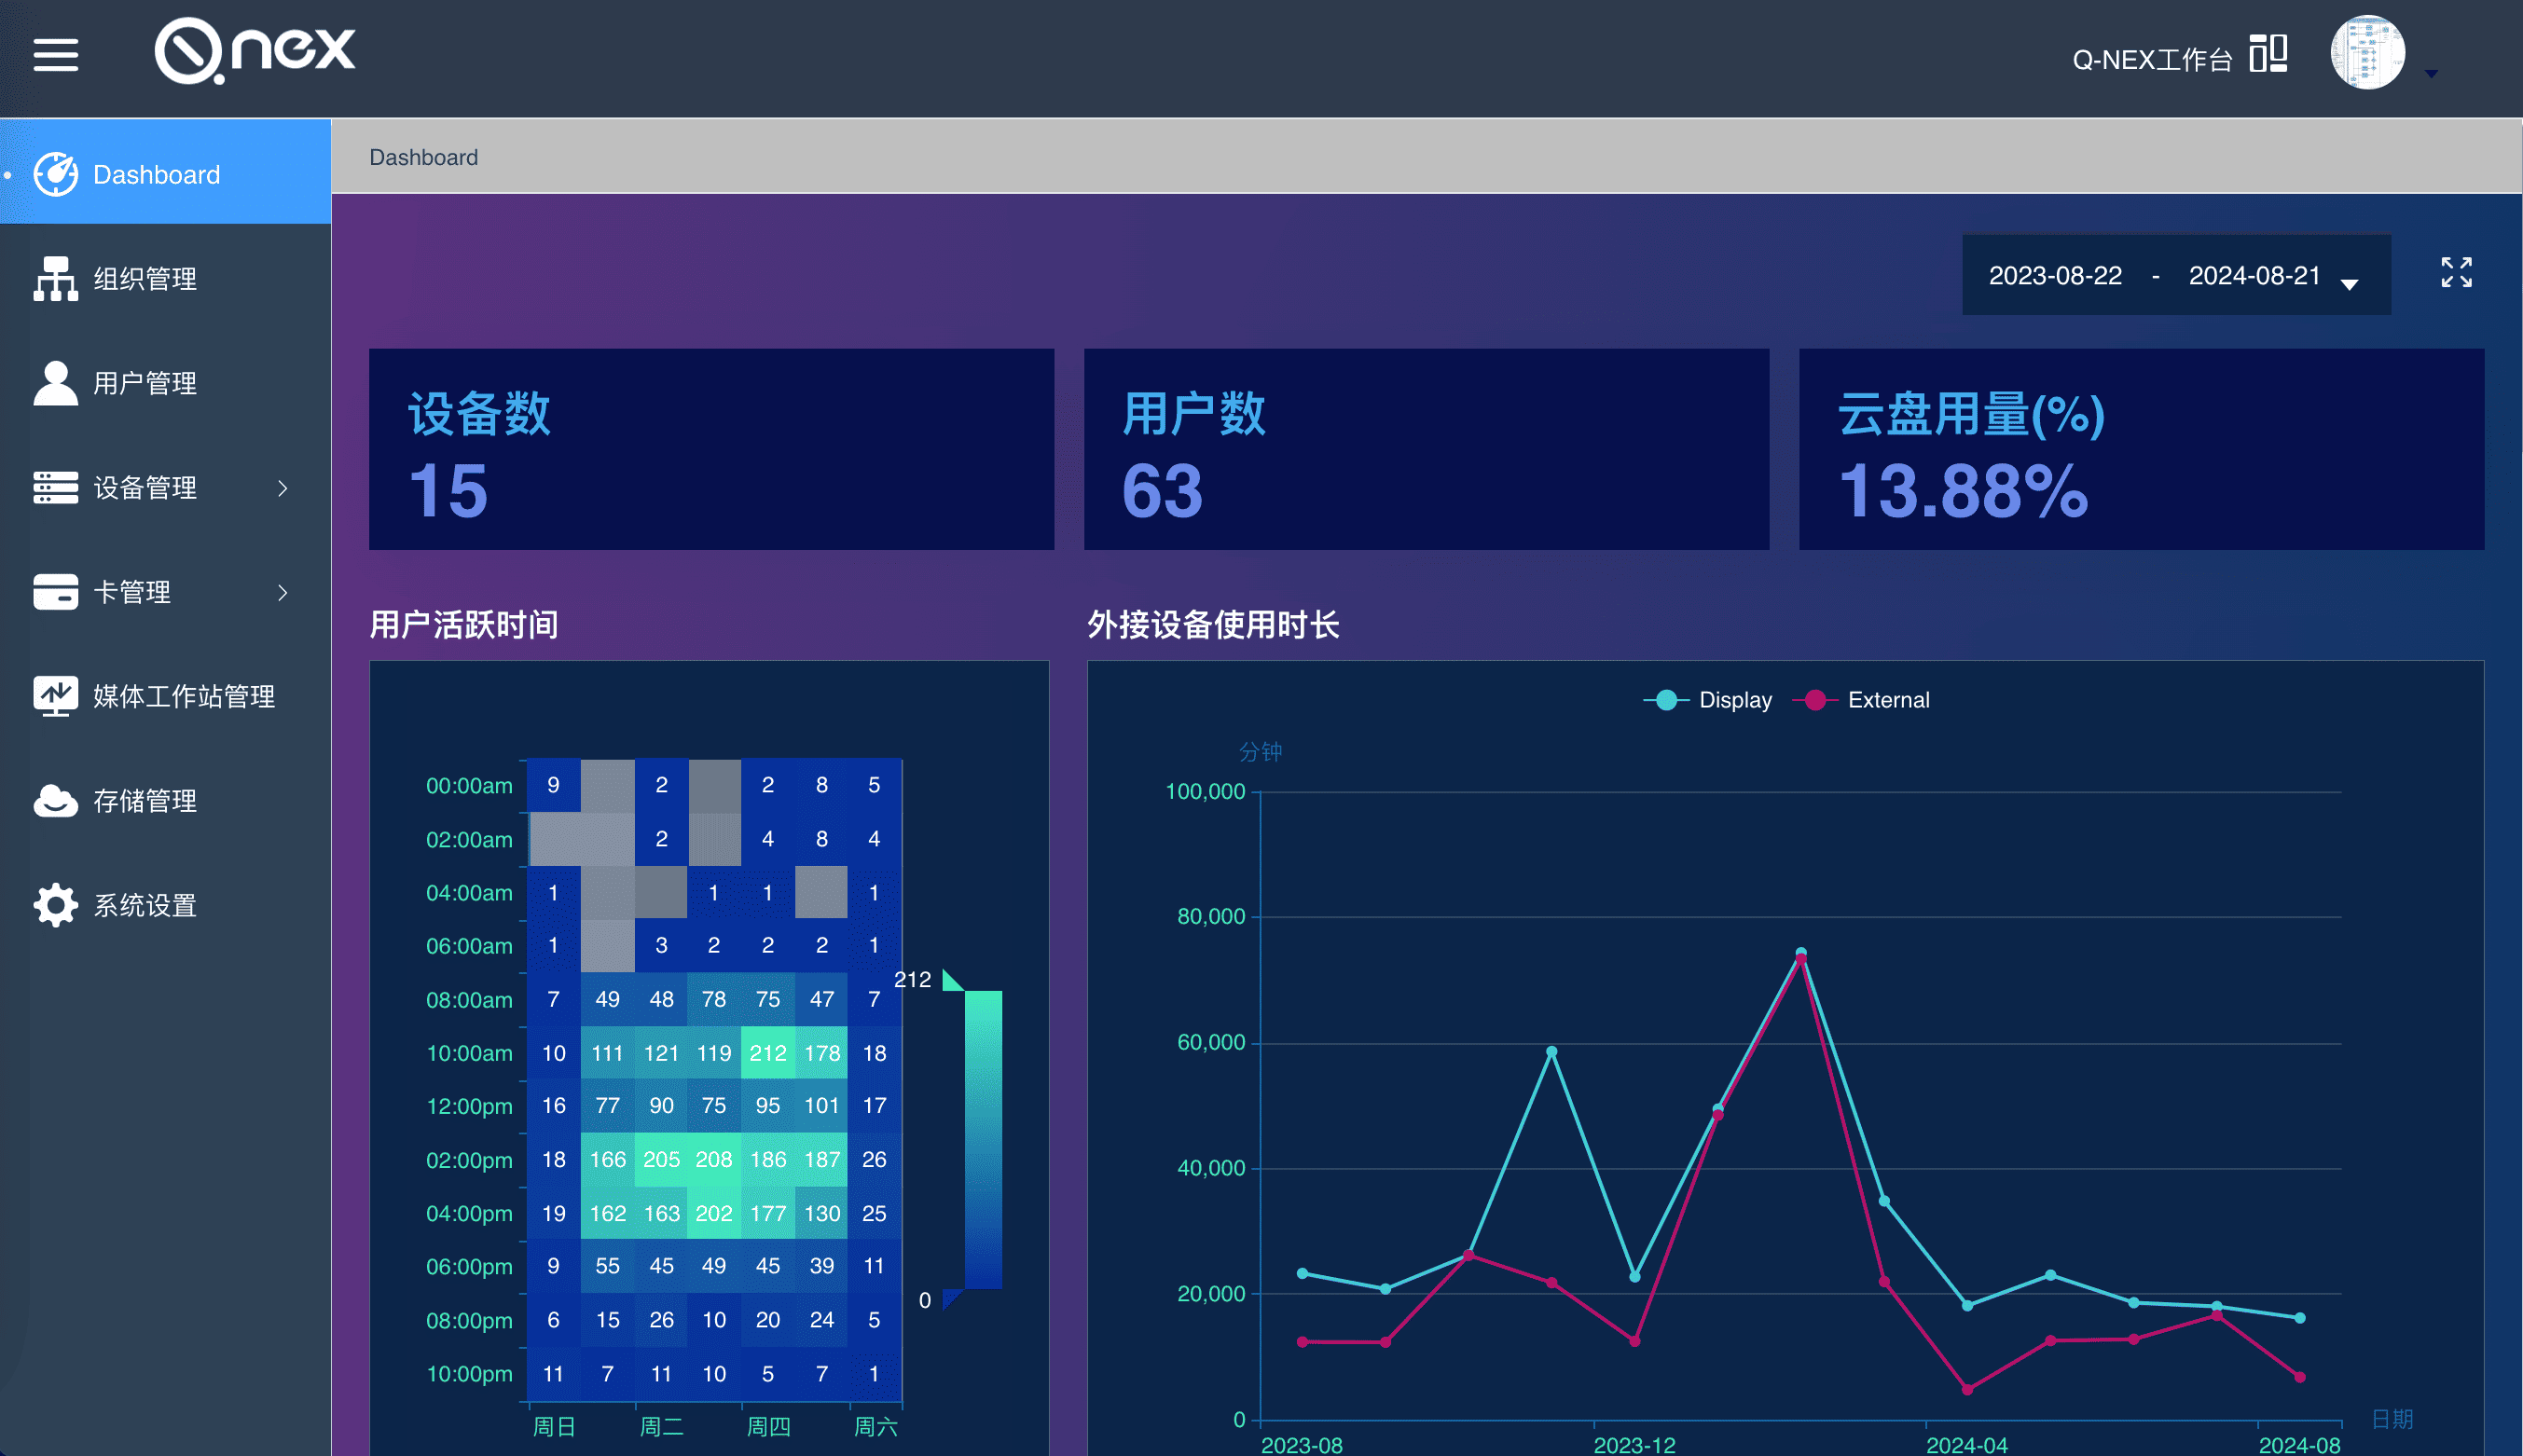 Qnex
Q-NEX工作台
Dashboard
组织管理
用户管理
设备管理
卡管理
媒体工作站管理
存储管理
系统设置
Dashboard
2023-08-22 - 2024-08-21
设备数
15
用户数
63
云盘用量(%)
13.88%
用户活跃时间
00:00am 9 2 2 8 5
02:00am 2 4 8 4
04:00am 1 1 1 1
06:00am 1 3 2 2 2 1
08:00am 7 49 48 78 75 47 7
10:00am 10 111 121 119 212 178 18
12:00pm 16 77 90 75 95 101 17
02:00pm 18 166 205 208 186 187 26
04:00pm 19 162 163 202 177 130 25
06:00pm 9 55 45 49 45 39 11
08:00pm 6 15 26 10 20 24 5
10:00pm 11 7 11 10 5 7 1
周日 周二 周四 周六
212
0
外接设备使用时长
Display External
分钟
100,000
80,000
60,000
40,000
20,000
0
日期
2023-08 2023-12 2024-04 2024-08